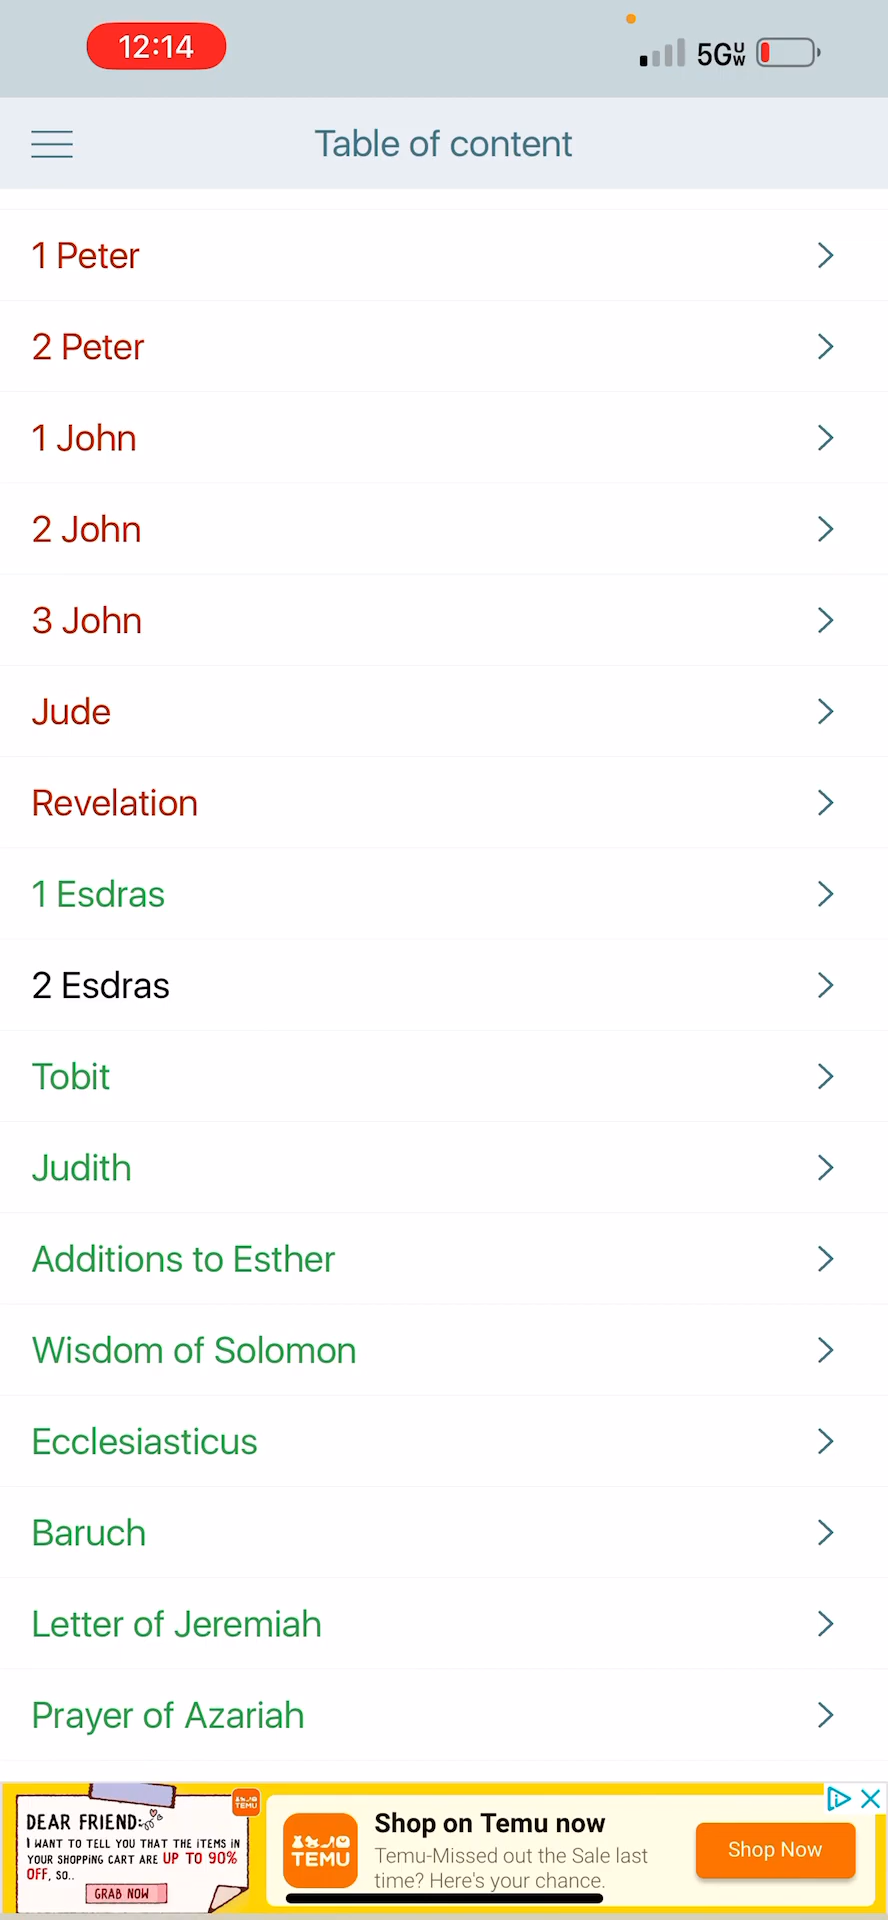 12:14
5GUW
Table of content
1 Peter
2 Peter
1 John
2 John
3 John
Jude
Revelation
1 Esdras
2 Esdras
Tobit
Judith
Additions to Esther
Wisdom of Solomon
Ecclesiasticus
Baruch
Letter of Jeremiah
Prayer of Azariah
DEAR FRIEND:
I WANT TO TELL YOU THAT THE ITEMS IN
YOUR SHOPPING CART ARE UP TO 90%
OFF, SO..
GRAB NOW
TEMU
TEMU
Shop on Temu now
Temu-Missed out the Sale last
time? Here's your chance.
Shop Now